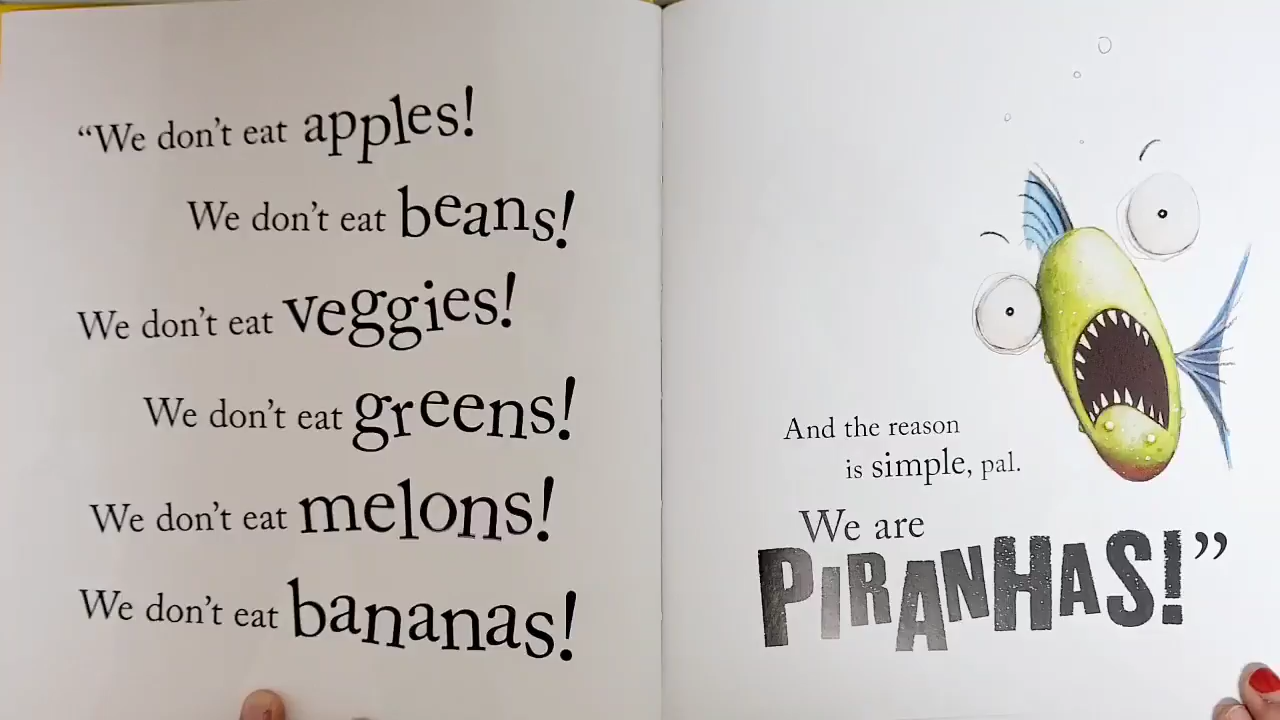 “We don’t eat apples!
We don’t eat beans!
We don’t eat veggies!
We don’t eat greens!
We don’t eat melons!
We don’t eat bananas!
And the reason
is simple, pal.
We are
PIRANHAS!”